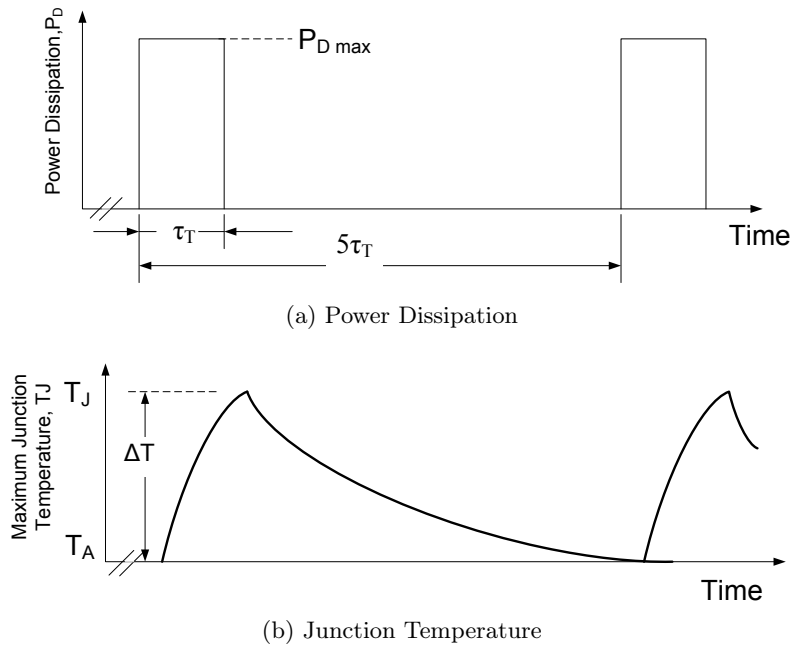 Power Dissipation,P_D
P_D max
τ_T
5τ_T
Time
(a) Power Dissipation
Maximum Junction
Temperature, TJ
T_J
ΔT
T_A
Time
(b) Junction Temperature